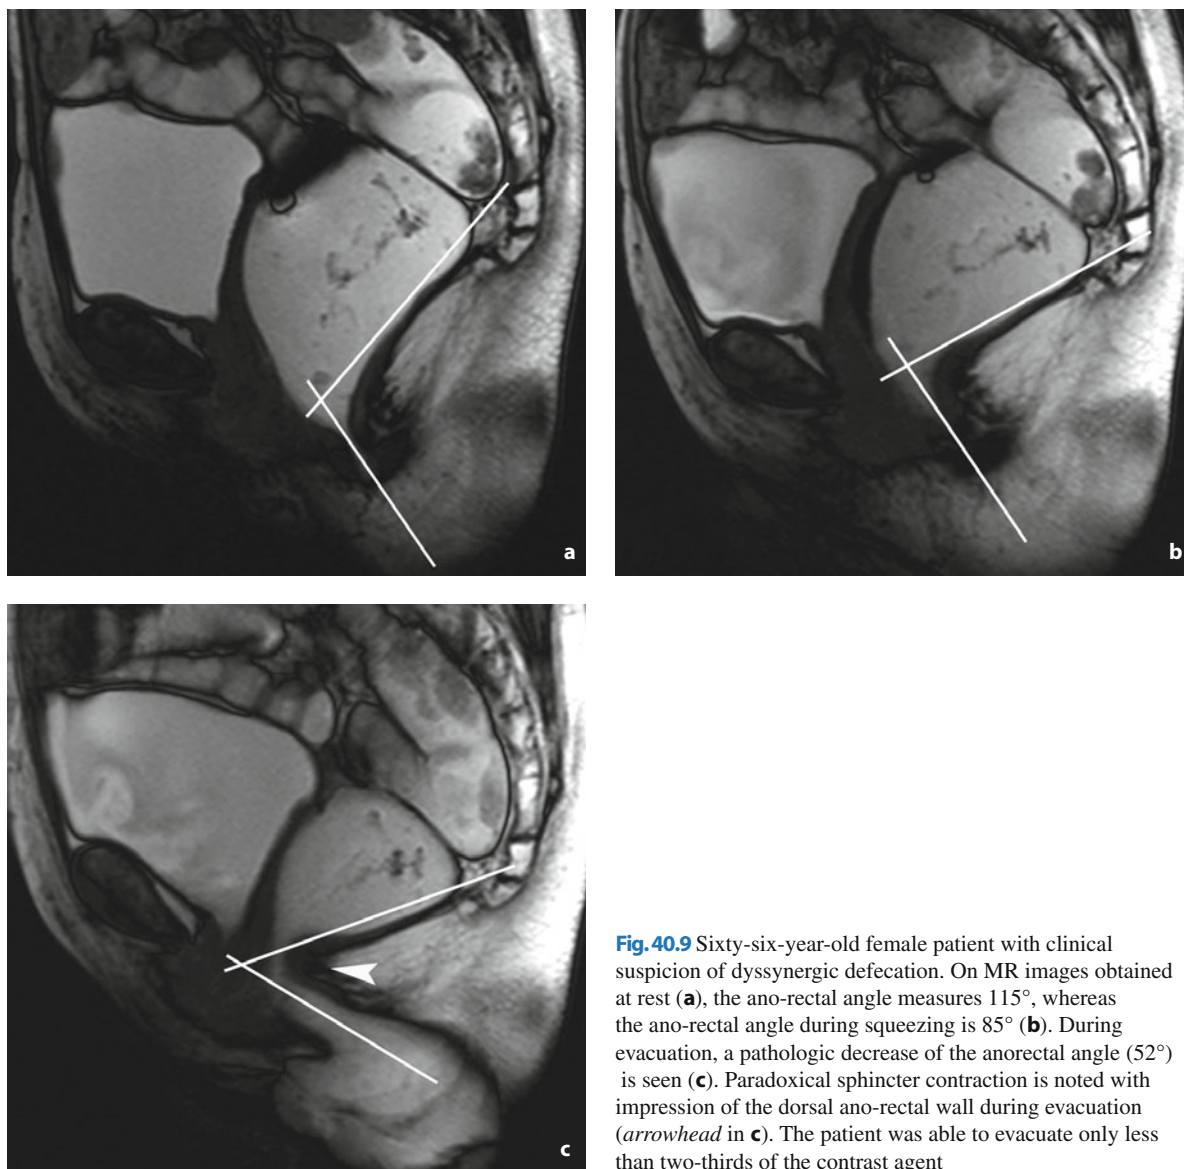 a
b
c
Fig. 40.9 Sixty-six-year-old female patient with clinical
suspicion of dyssynergic defecation. On MR images obtained
at rest (a), the ano-rectal angle measures 115°, whereas
the ano-rectal angle during squeezing is 85° (b). During
evacuation, a pathologic decrease of the anorectal angle (52°)
is seen (c). Paradoxical sphincter contraction is noted with
impression of the dorsal ano-rectal wall during evacuation
(arrowhead in c). The patient was able to evacuate only less
than two-thirds of the contrast agent